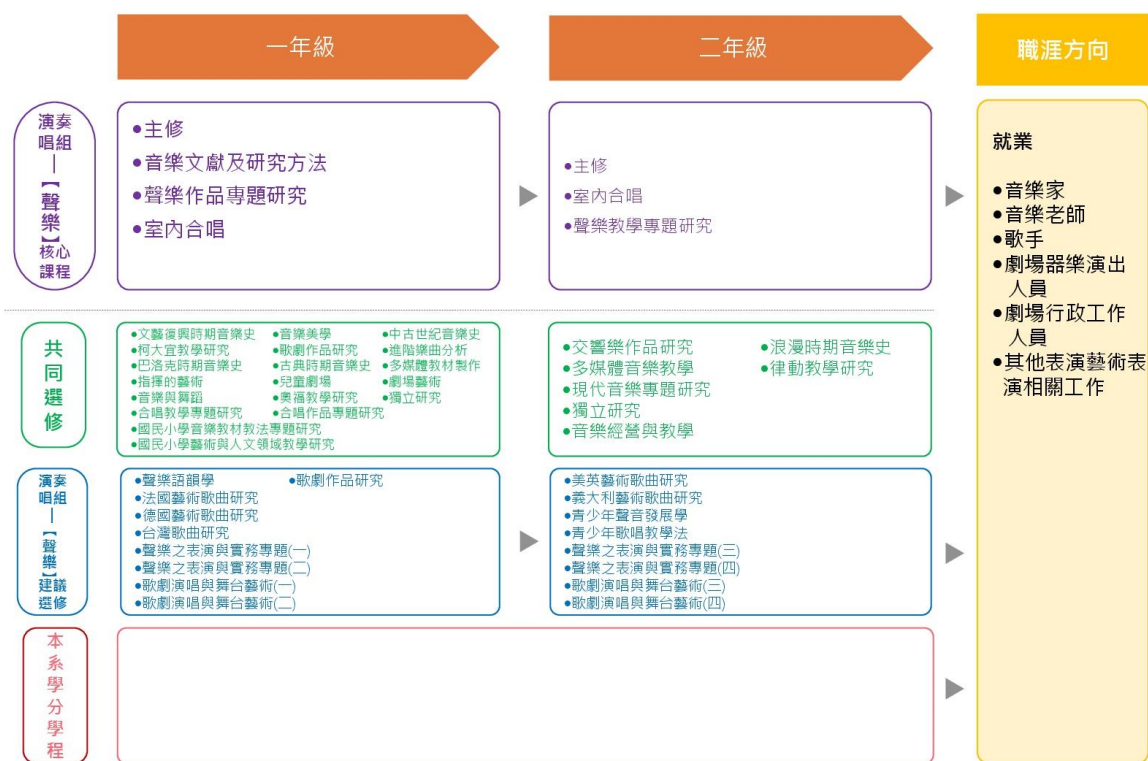 一年級
二年級
職涯方向
演奏
唱組
—
【聲樂】
核心
課程
●主修
●音樂文獻及研究方法
●聲樂作品專題研究
●室內合唱
●主修
●室內合唱
●聲樂教學專題研究
就業
●音樂家
●音樂老師
●歌手
●劇場器樂演出
人員
●劇場行政工作
人員
●其他表演藝術表
演相關工作
共
同
選
修
●文藝復興時期音樂史 ●音樂美學 ●中古世紀音樂史
●柯大宜教學研究 ●歌劇作品研究 ●進階樂曲分析
●巴洛克時期音樂史 ●古典時期音樂史 ●多媒體教材製作
●指揮的藝術 ●兒童劇場 ●劇場藝術
●音樂與舞蹈 ●奧福教學研究 ●獨立研究
●合唱教學專題研究 ●合唱作品專題研究
●國民小學音樂教材教法專題研究
●國民小學藝術與人文領域教學研究
●交響樂作品研究 ●浪漫時期音樂史
●多媒體音樂教學 ●律動教學研究
●現代音樂專題研究
●獨立研究
●音樂經營與教學
演奏
唱組
—
【聲樂】
建議
選修
●聲樂語韻學 ●歌劇作品研究
●法國藝術歌曲研究
●德國藝術歌曲研究
●台灣歌曲研究
●聲樂之表演與實務專題(一)
●聲樂之表演與實務專題(二)
●歌劇演唱與舞台藝術(一)
●歌劇演唱與舞台藝術(二)
●美英藝術歌曲研究
●義大利藝術歌曲研究
●青少年聲音發展學
●青少年歌唱教學法
●聲樂之表演與實務專題(三)
●聲樂之表演與實務專題(四)
●歌劇演唱與舞台藝術(三)
●歌劇演唱與舞台藝術(四)
本
系
學
分
學
程